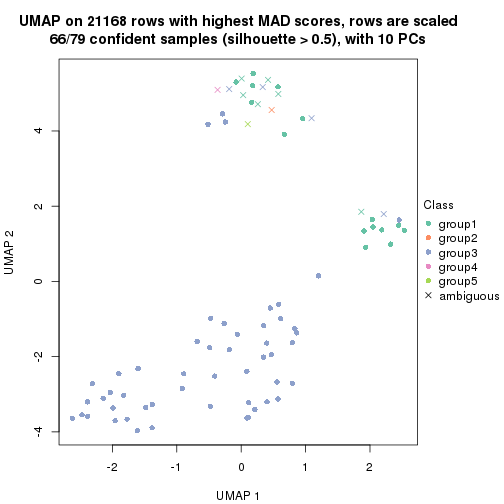 UMAP on 21168 rows with highest MAD scores, rows are scaled
66/79 confident samples (silhouette > 0.5), with 10 PCs
4
2
0
-2
-4
UMAP 2
-2
-1
0
1
2
UMAP 1
Class
group1
group2
group3
group4
group5
ambiguous